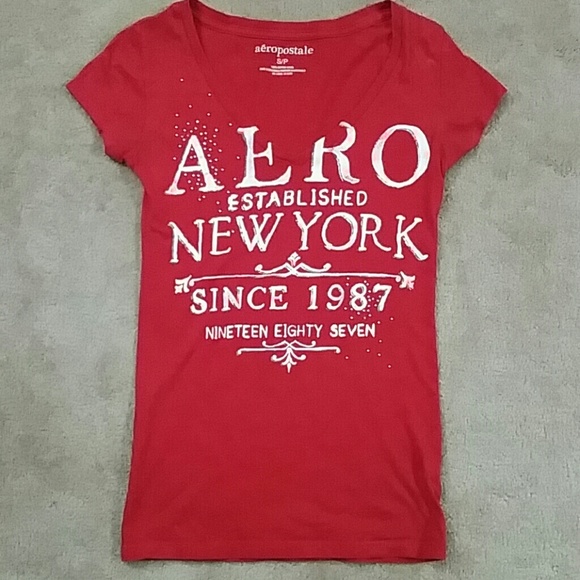 aéropostale
S/P
AERO
ESTABLISHED
NEW YORK
SINCE 1987
NINETEEN EIGHTY SEVEN